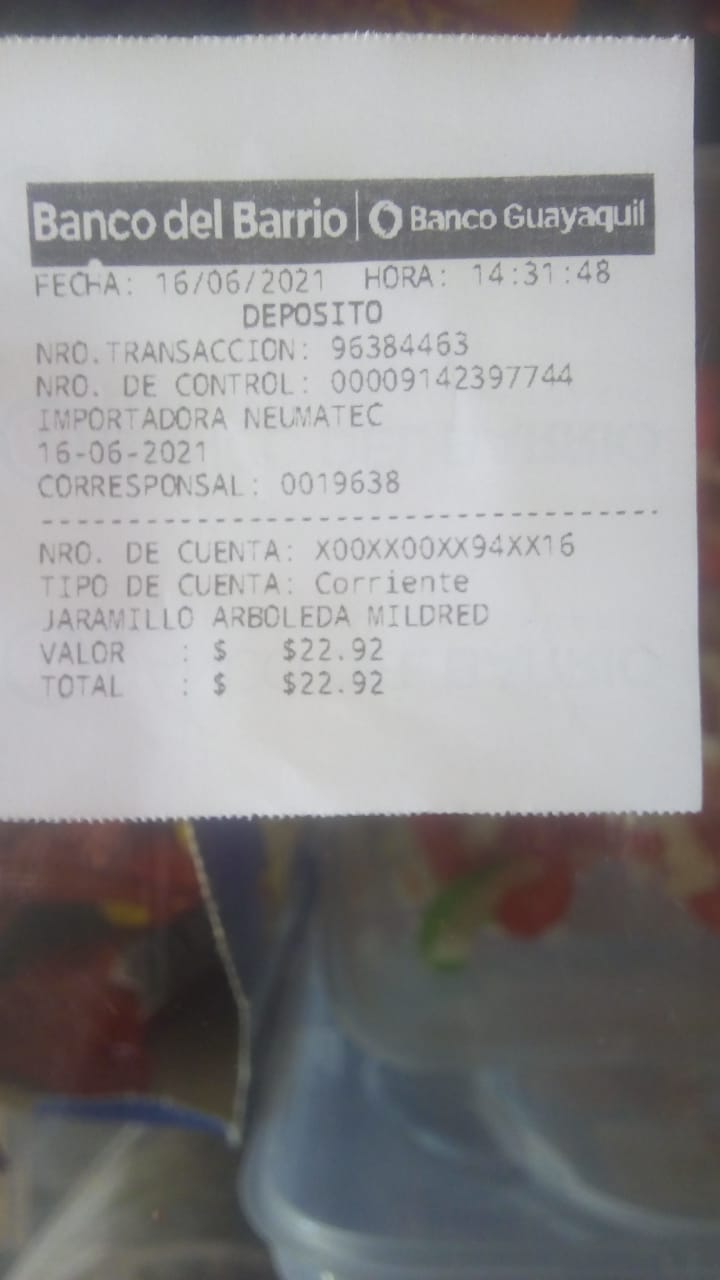 Banco del Barrio | Banco Guayaquil
FECHA: 16/06/2021 HORA: 14:31:48
DEPOSITO
NRO.TRANSACCION: 96384463
NRO. DE CONTROL: 00009142397744
IMPORTADORA NEUMATEC
16-06-2021
CORRESPONSAL: 0019638
NRO. DE CUENTA: X00XX00XX94XX16
TIPO DE CUENTA: Corriente
JARAMILLO ARBOLEDA MILDRED
VALOR : $ $22.92
TOTAL : $ $22.92